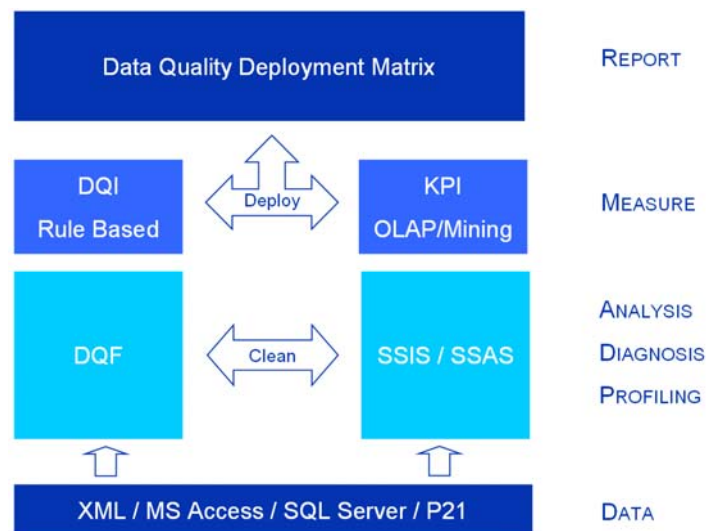 Data Quality Deployment Matrix
REPORT
DQI
Rule Based
Deploy
KPI
OLAP/Mining
MEASURE
DQF
Clean
SSIS / SSAS
ANALYSIS
DIAGNOSIS
PROFILING
XML / MS Access / SQL Server / P21
DATA